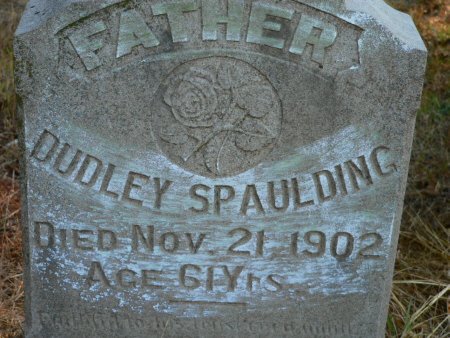 FATHER
DUDLEY SPAULDING
DIED NOV. 21, 1902
AGE 61 Yrs.